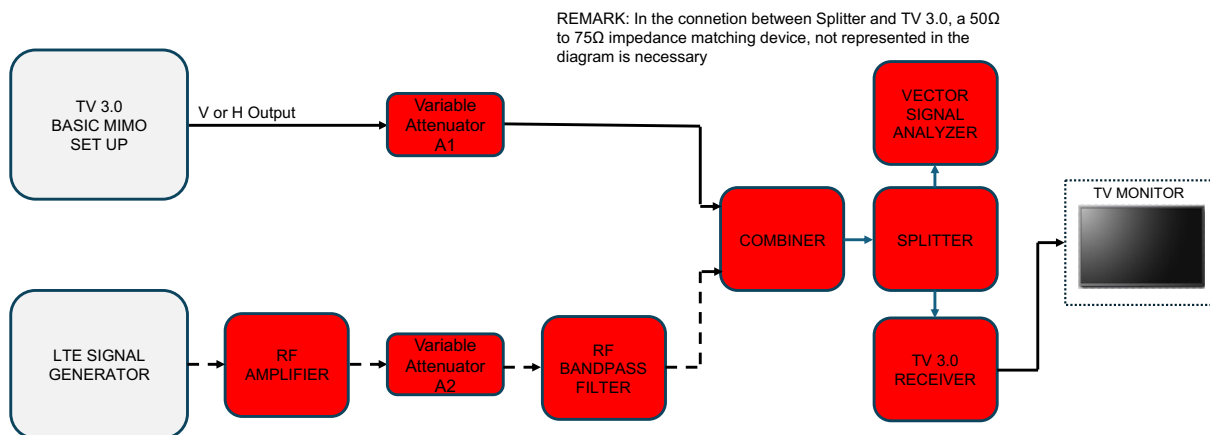 REMARK: In the connetion between Splitter and TV 3.0, a 50Ω
to 75Ω impedance matching device, not represented in the
diagram is necessary
TV 3.0
BASIC MIMO
SET UP
V or H Output
Variable
Attenuator
A1
VECTOR
SIGNAL
ANALYZER
TV MONITOR
COMBINER
SPLITTER
LTE SIGNAL
GENERATOR
RF
AMPLIFIER
Variable
Attenuator
A2
RF
BANDPASS
FILTER
TV 3.0
RECEIVER